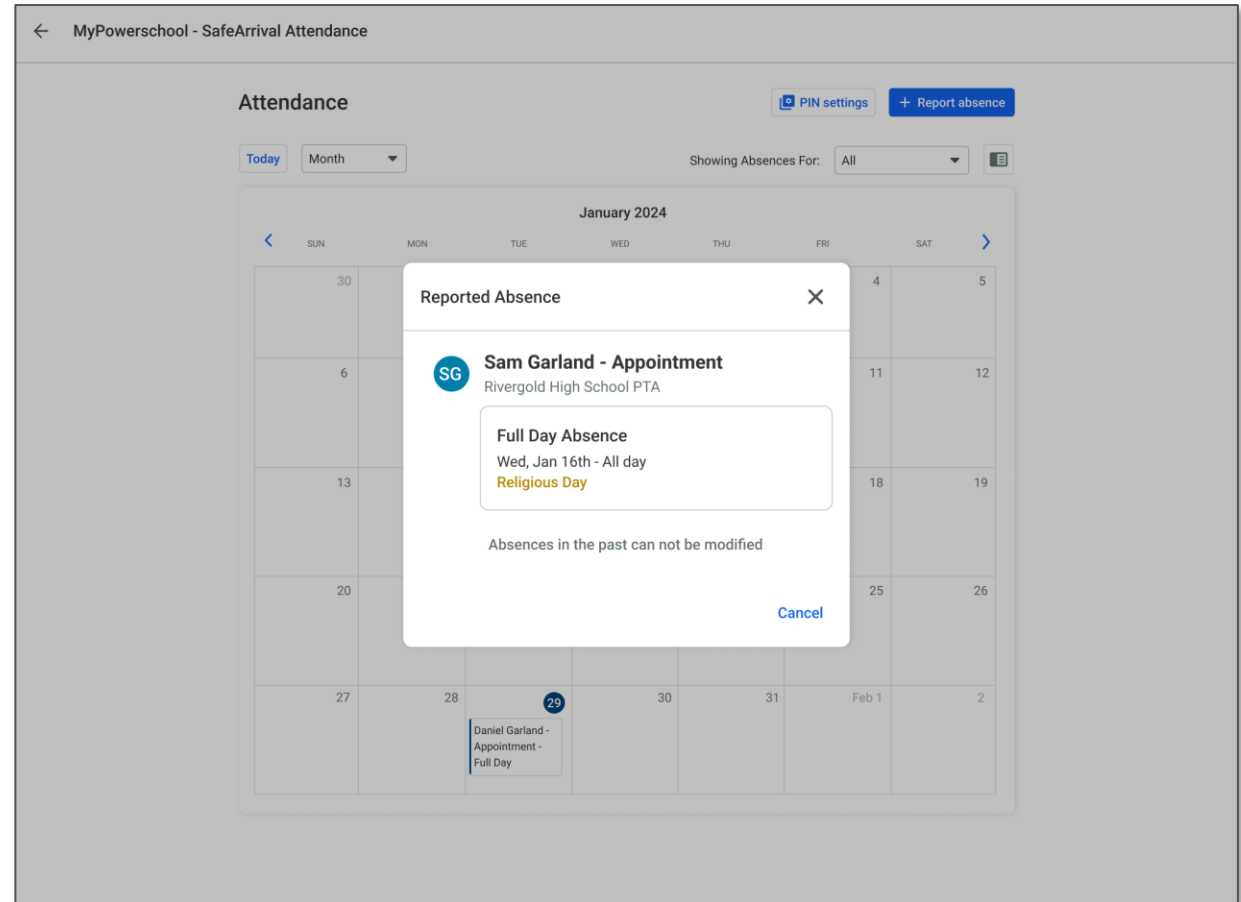 MyPowerschool - SafeArrival Attendance
Attendance
PIN settings
+ Report absence
Today
Month
Showing Absences For:
All
January 2024
SUN MON TUE WED THU FRI SAT
30 4 5
Reported Absence
SG
Sam Garland - Appointment
Rivergold High School PTA
Full Day Absence
Wed, Jan 16th - All day
Religious Day
Absences in the past can not be modified
Cancel
6 11 12
13 18 19
20 25 26
27 28 29 30 31 Feb 1 2
Daniel Garland -
Appointment -
Full Day